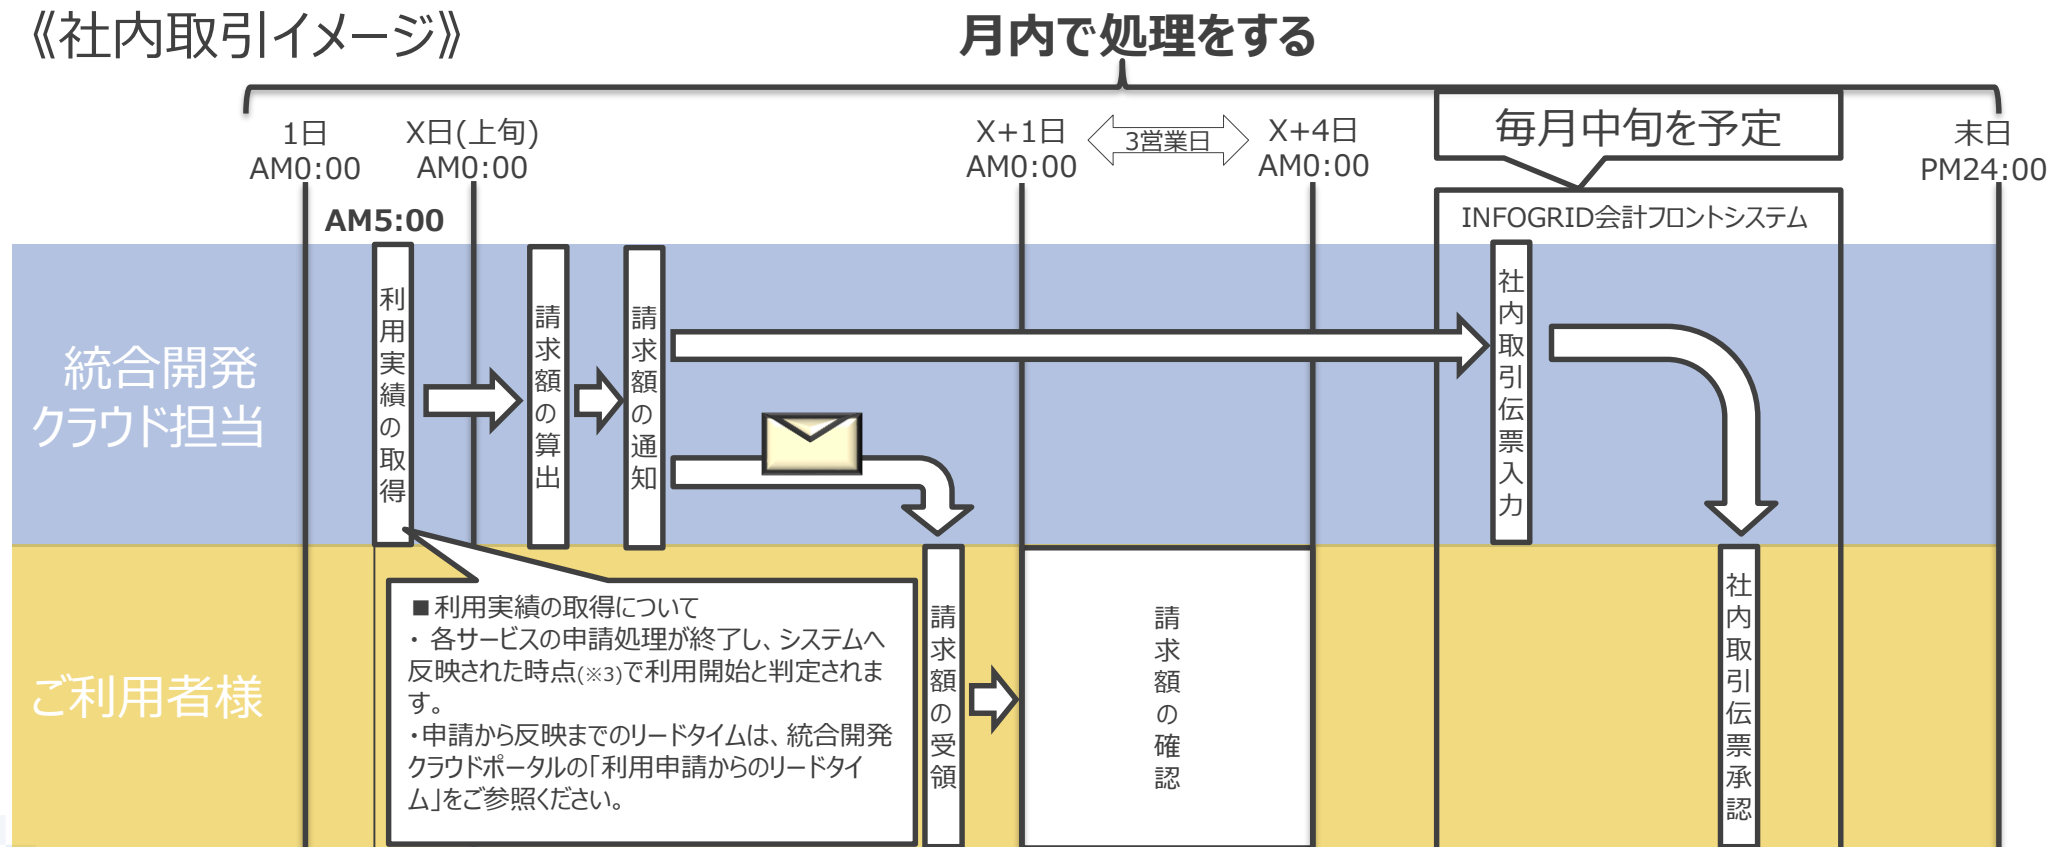 《社内取引イメージ》
月内で処理をする
1日
AM0:00
X日(上旬)
AM0:00
X+1日
AM0:00
3営業日
X+4日
AM0:00
毎月中旬を予定
末日
PM24:00
AM5:00
INFOGRID会計フロントシステム
統合開発
クラウド担当
利用実績の取得
請求額の算出
請求額の通知
社内取引伝票入力
ご利用者様
■利用実績の取得について
・ 各サービスの申請処理が終了し、システムへ
反映された時点(※3)で利用開始と判定されま
す。
・申請から反映までのリードタイムは、統合開発
クラウドポータルの「利用申請からのリードタイ
ム」をご参照ください。
請求額の受領
請求額の確認
社内取引伝票承認